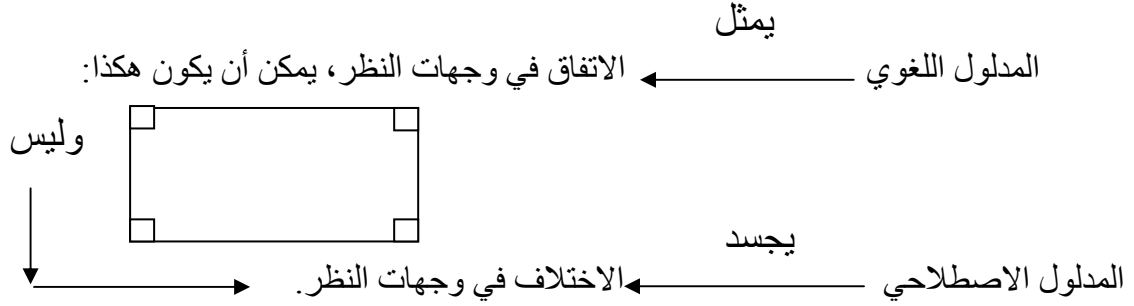 يمثل
المدلول اللغوي الاتفاق في وجهات النظر، يمكن أن يكون هكذا:
وليس
يجسد
المدلول الاصطلاحي الاختلاف في وجهات النظر.